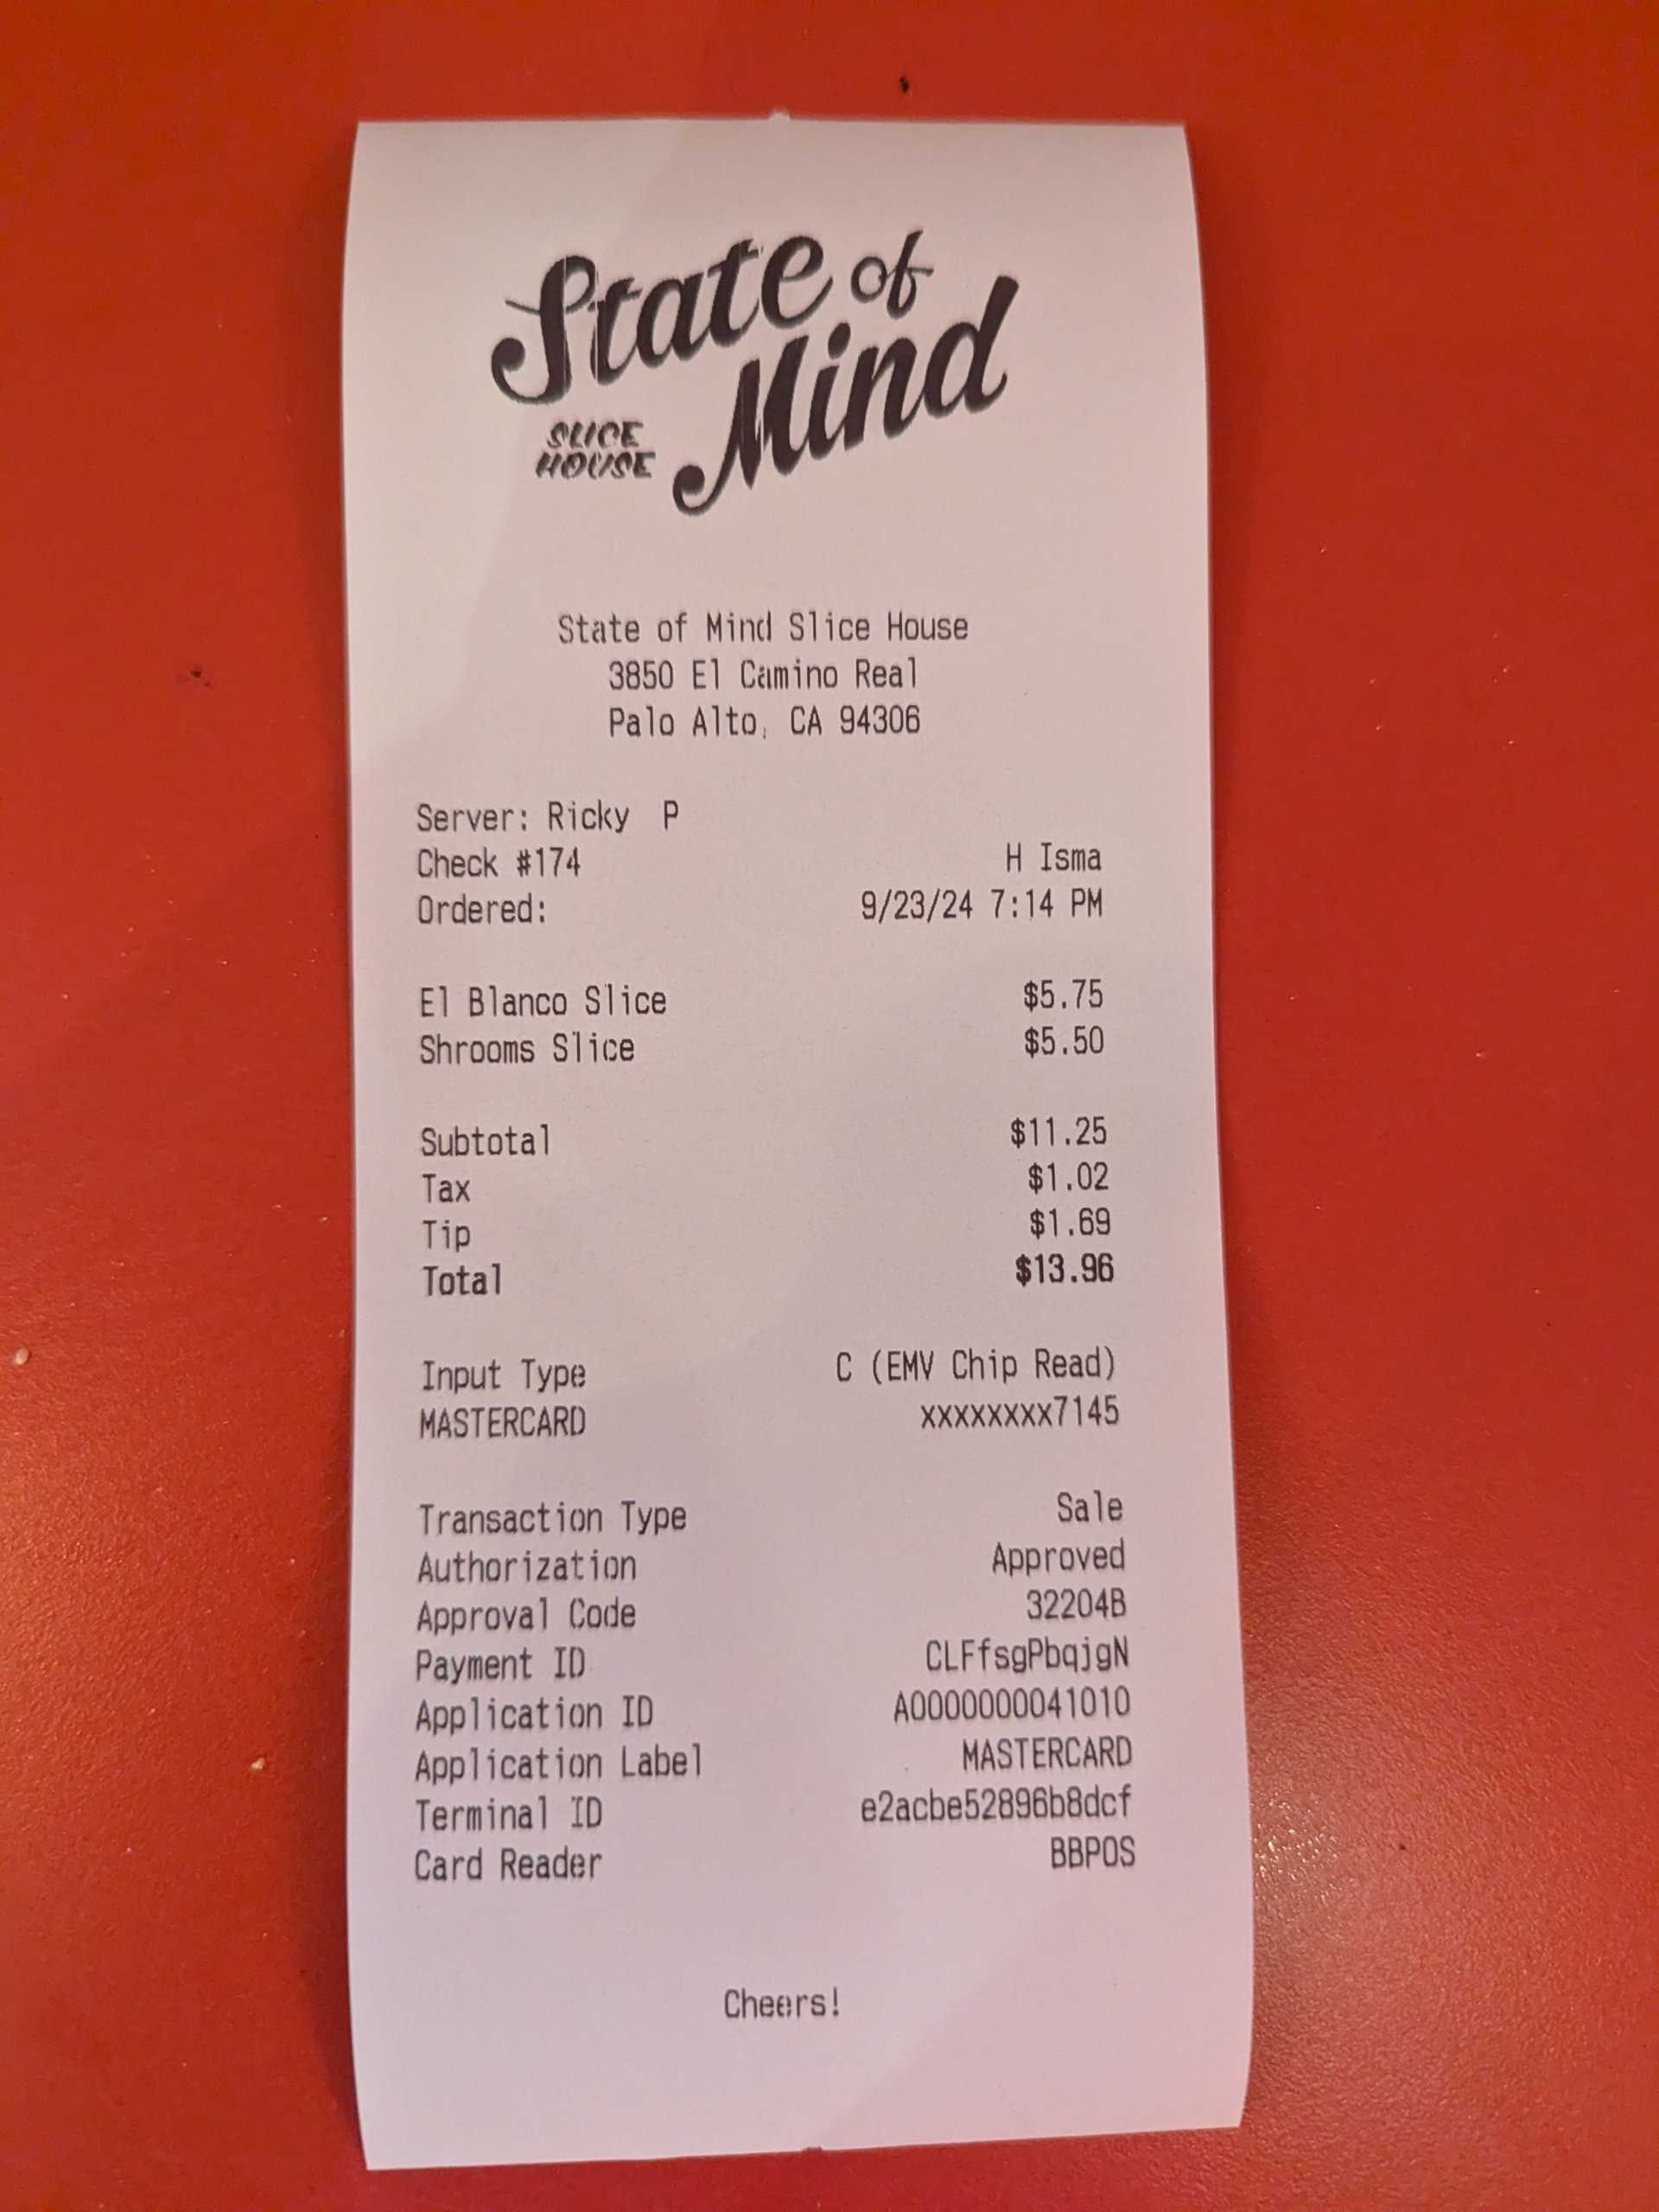 State of
Mind
SLICE
HOUSE
State of Mind Slice House
3850 El Camino Real
Palo Alto, CA 94306
Server: Ricky P
Check #174 H Isma
Ordered: 9/23/24 7:14 PM
El Blanco Slice $5.75
Shrooms Slice $5.50
Subtotal $11.25
Tax $1.02
Tip $1.69
Total $13.96
Input Type C (EMV Chip Read)
MASTERCARD xxxxxxxx7145
Transaction Type Sale
Authorization Approved
Approval Code 32204B
Payment ID CLFfsgPbqjgN
Application ID A0000000041010
Application Label MASTERCARD
Terminal ID e2acbe52896b8dcf
Card Reader BBPOS
Cheers!